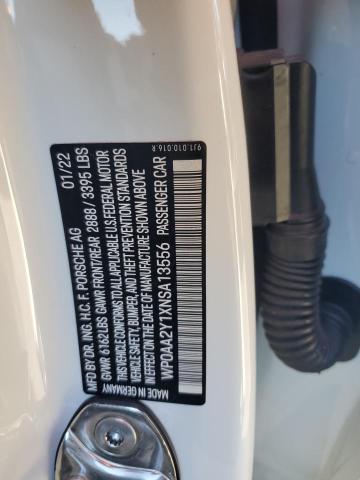 MFD BY DR. ING. H.C. F. PORSCHE AG 01/22
GVWR 6162 LBS GAWR FRONT/REAR 2888 / 3395 LBS
THIS VEHICLE CONFORMS TO ALL APPLICABLE U.S. FEDERAL MOTOR
VEHICLE SAFETY, BUMPER, AND THEFT PREVENTION STANDARDS
IN EFFECT ON THE DATE OF MANUFACTURE SHOWN ABOVE
WP0AA2Y1XNSA13556 PASSENGER CAR
MADE IN GERMANY
9J1.010.016.R